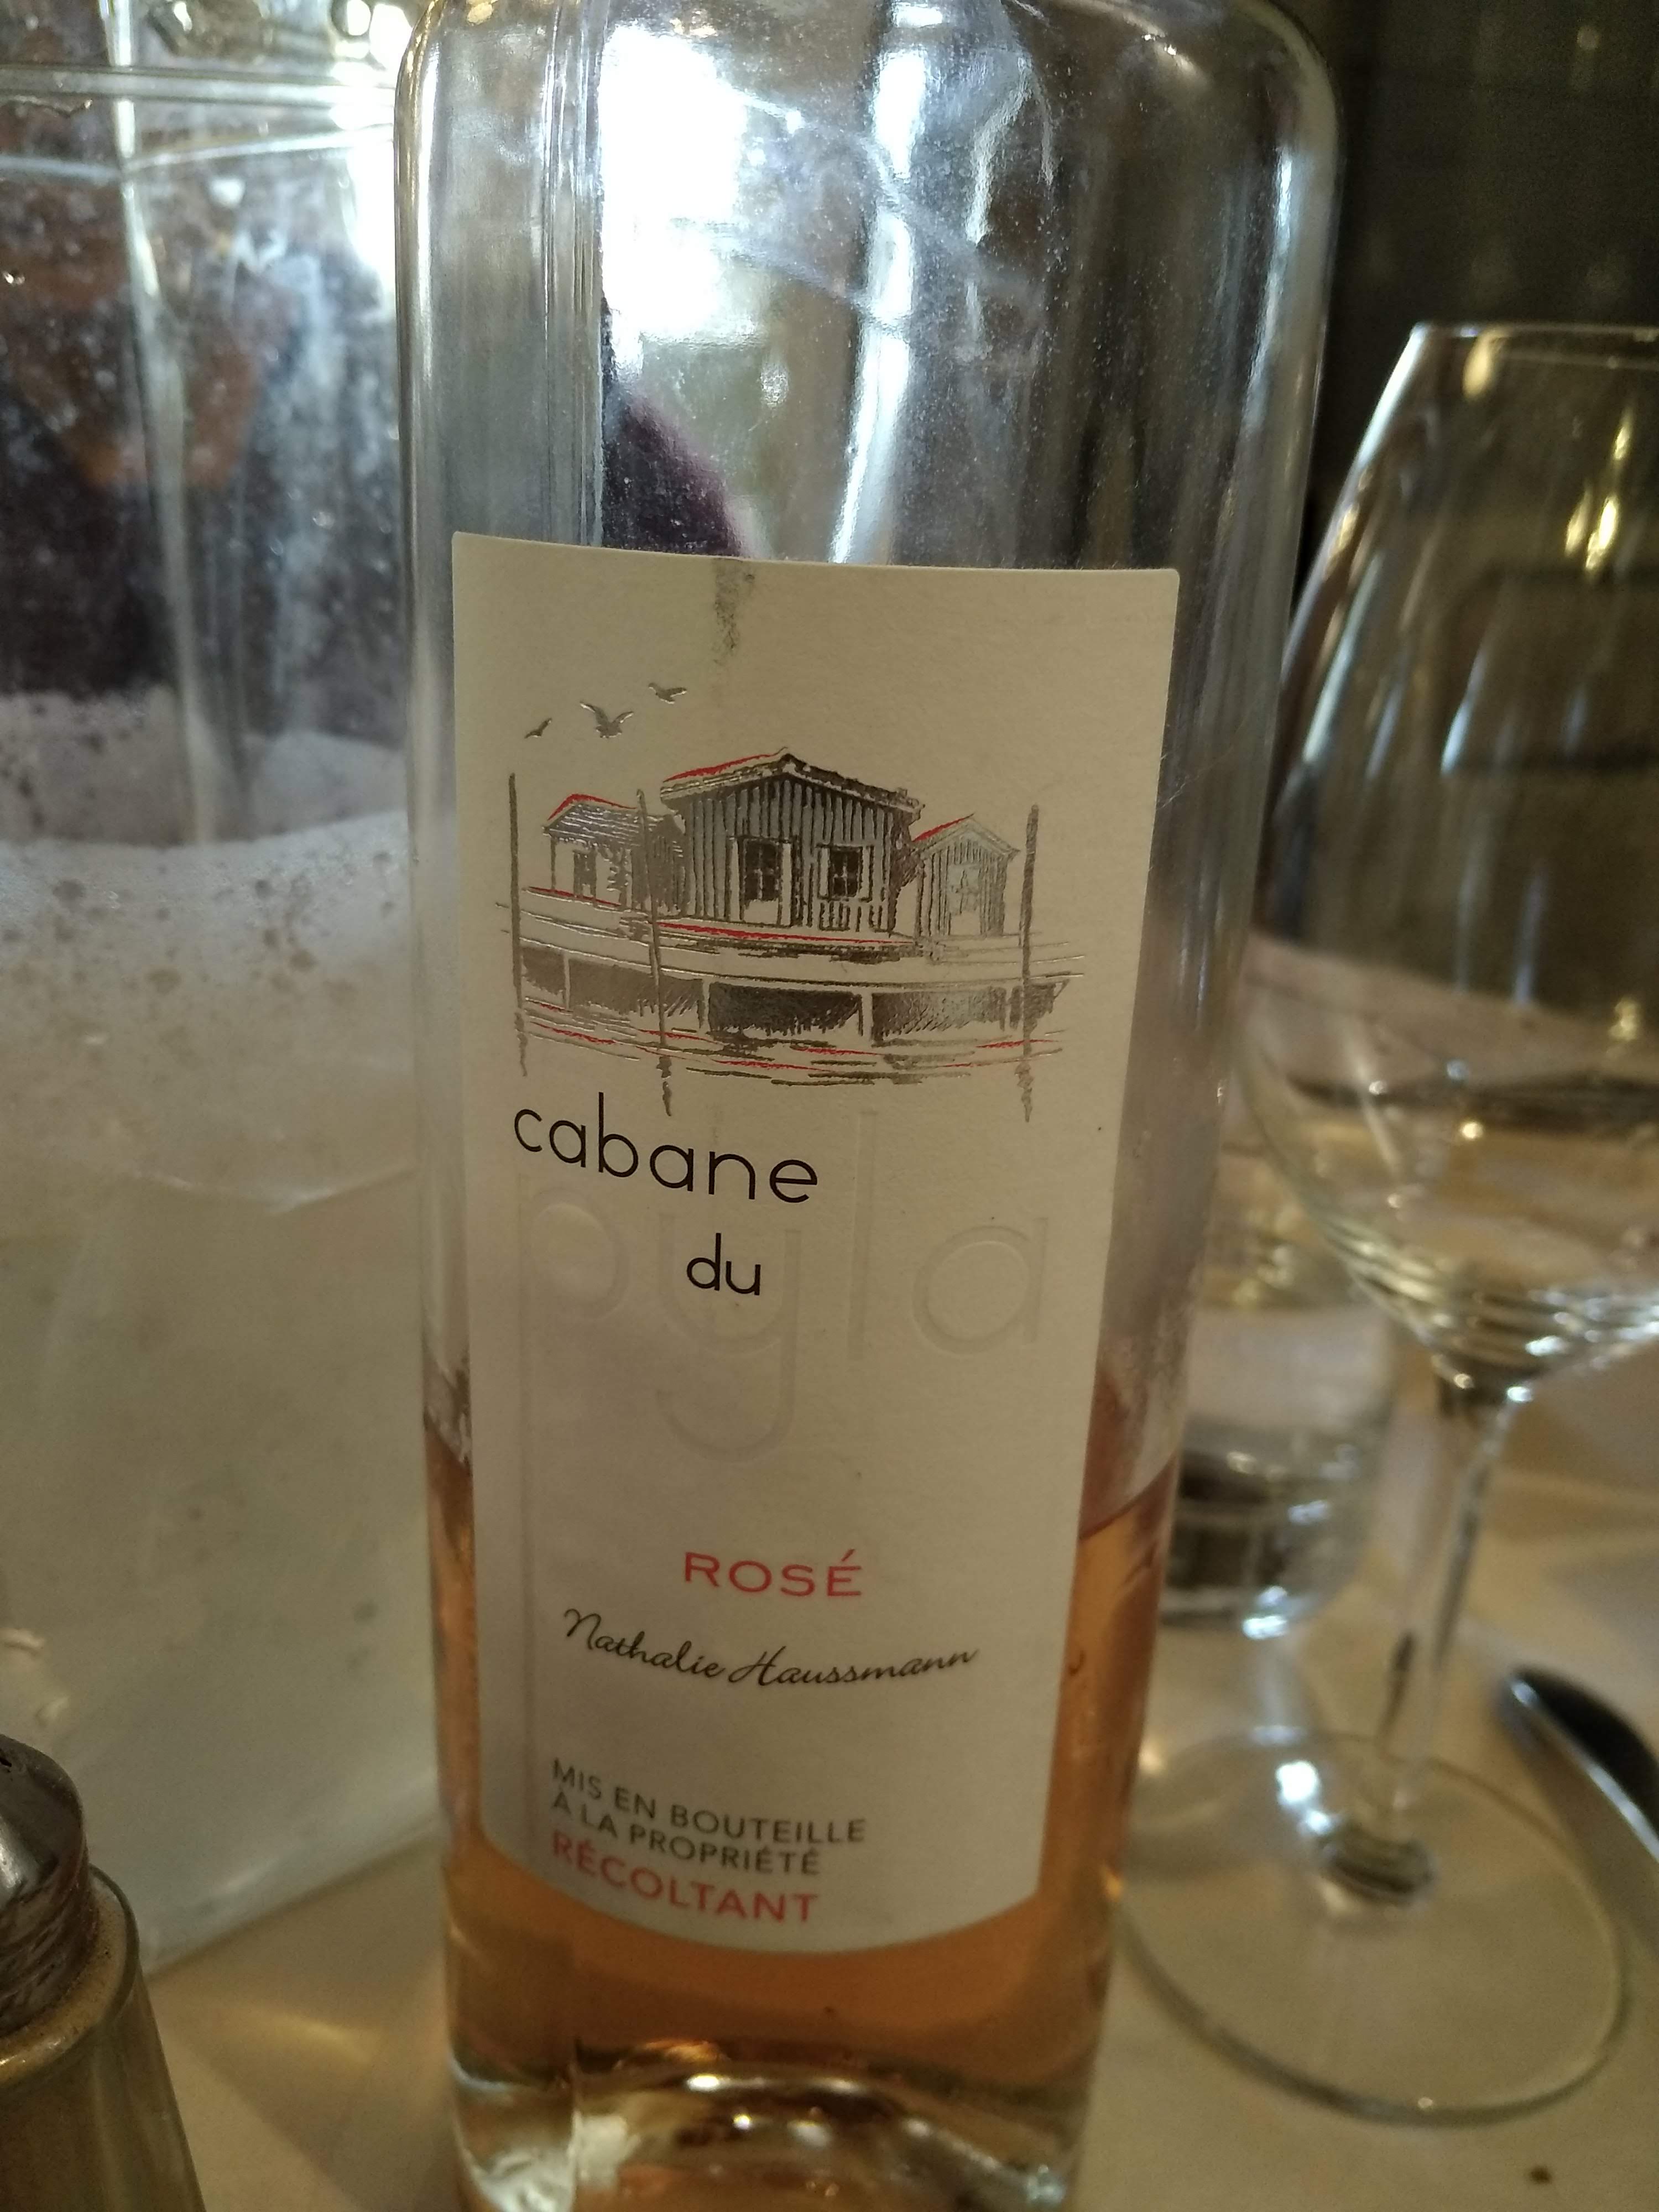 cabane
du
pyla
ROSÉ
Nathalie Haussmann
MIS EN BOUTEILLE
À LA PROPRIÉTÉ
RÉCOLTANT